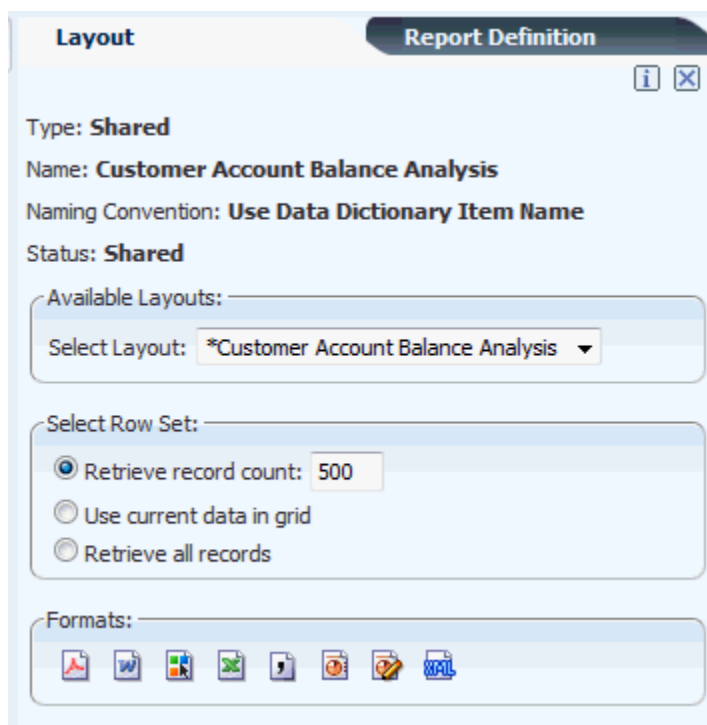 Layout
Report Definition
Type: Shared
Name: Customer Account Balance Analysis
Naming Convention: Use Data Dictionary Item Name
Status: Shared
Available Layouts:
Select Layout: *Customer Account Balance Analysis
Select Row Set:
Retrieve record count: 500
Use current data in grid
Retrieve all records
Formats: